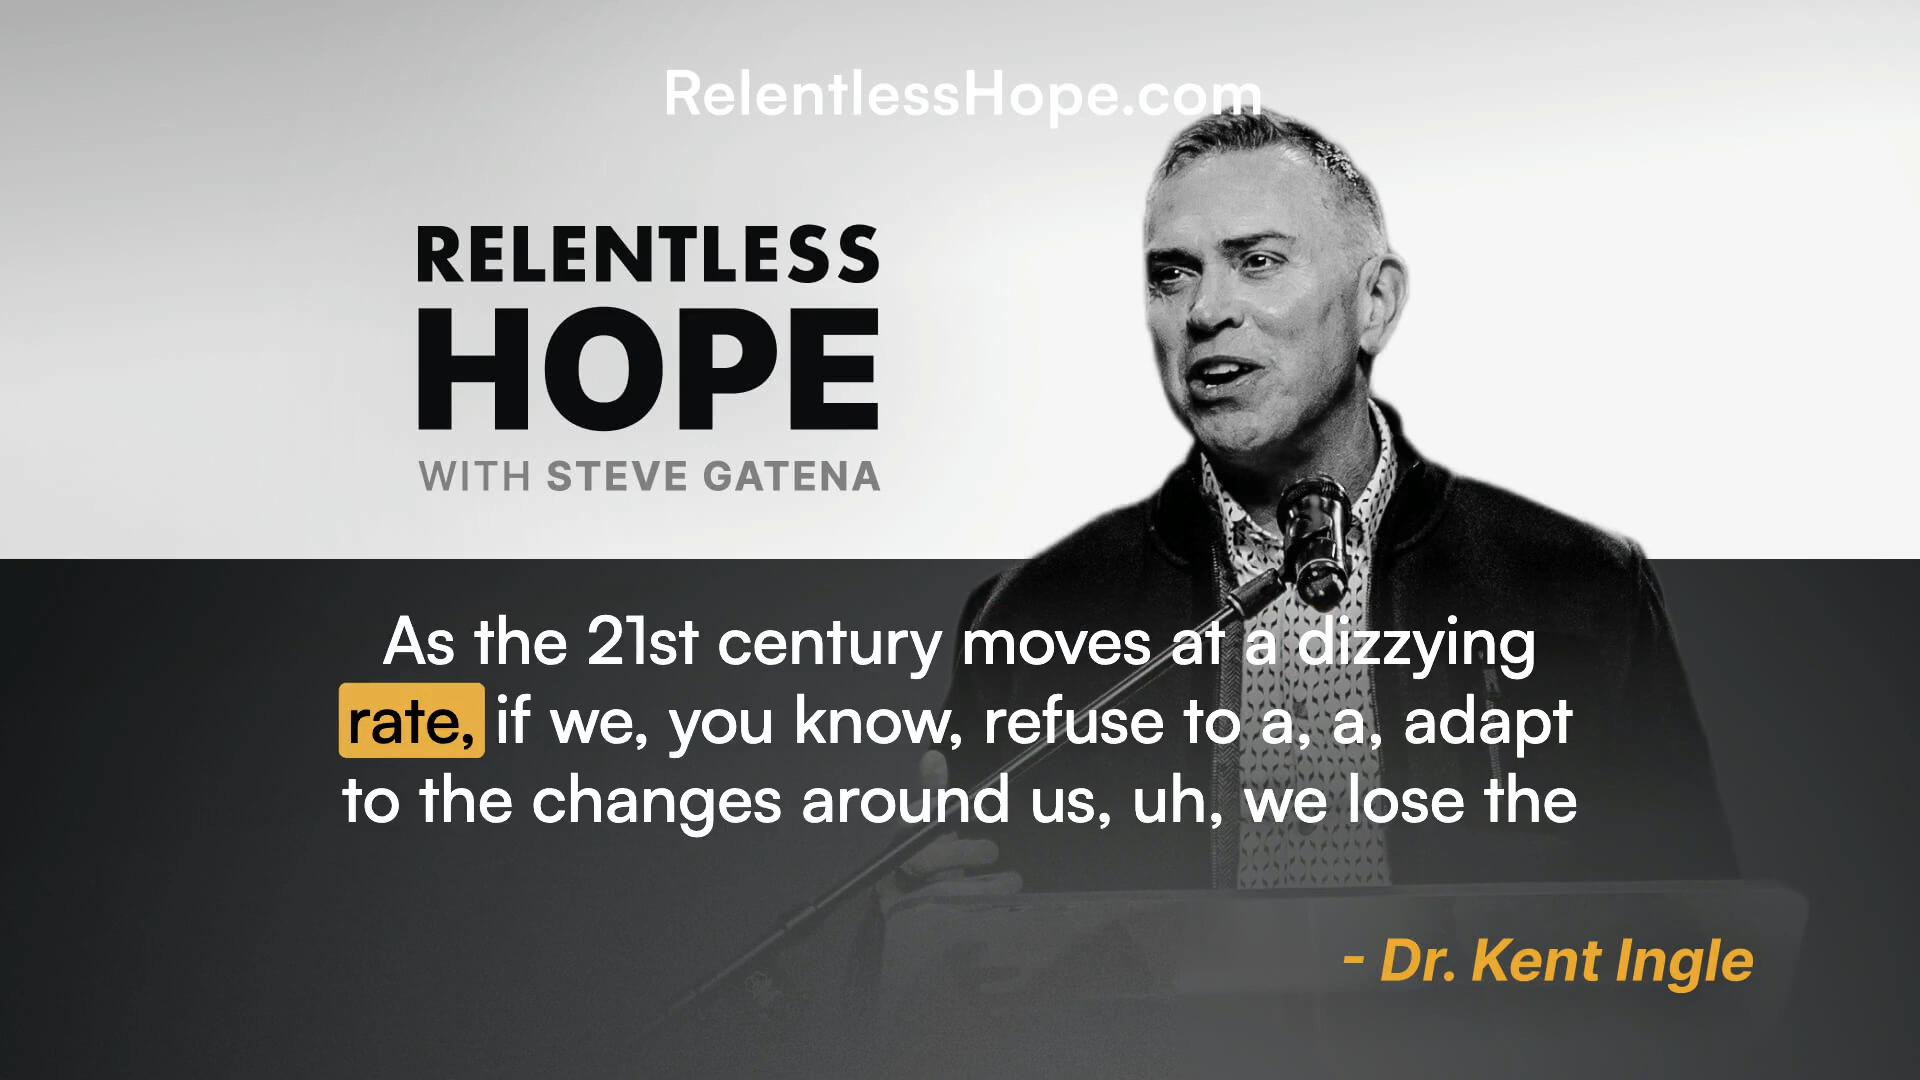 RelentlessHope.com
RELENTLESS
HOPE
WITH STEVE GATENA
As the 21st century moves at a dizzying
rate, if we, you know, refuse to a, a, adapt
to the changes around us, uh, we lose the
- Dr. Kent Ingle